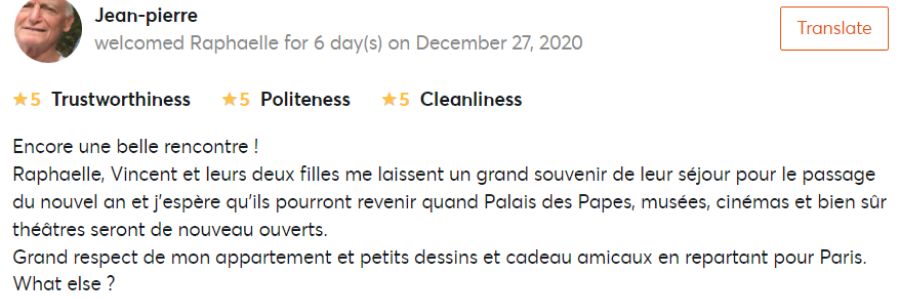 Jean-pierre
welcomed Raphaelle for 6 day(s) on December 27, 2020
Translate
5 Trustworthiness 5 Politeness 5 Cleanliness
Encore une belle rencontre !
Raphaelle, Vincent et leurs deux filles me laissent un grand souvenir de leur séjour pour le passage
du nouvel an et j'espère qu'ils pourront revenir quand Palais des Papes, musées, cinémas et bien sûr
théâtres seront de nouveau ouverts.
Grand respect de mon appartement et petits dessins et cadeau amicaux en repartant pour Paris.
What else ?